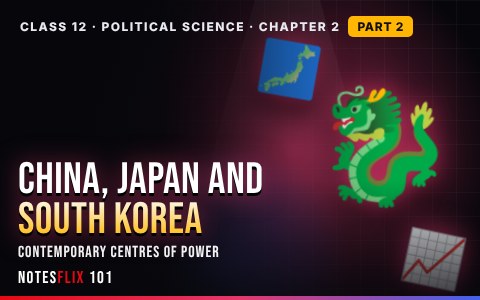 CLASS 12 · POLITICAL SCIENCE · CHAPTER 2 PART 2
CHINA, JAPAN AND
SOUTH KOREA
CONTEMPORARY CENTRES OF POWER
NOTESFLIX 101